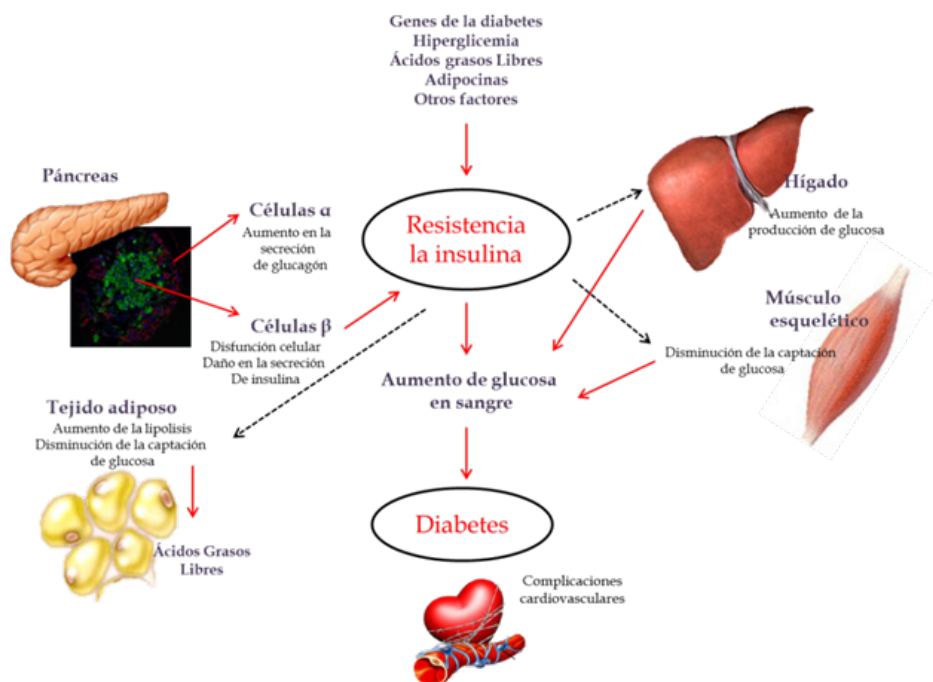 Genes de la diabetes
Hiperglicemia
Ácidos grasos Libres
Adipocinas
Otros factores
Páncreas
Células α
Aumento en la
secreción
de glucagón
Células β
Disfunción celular
Daño en la secreción
De insulina
Resistencia
la insulina
Hígado
Aumento de la
producción de glucosa
Músculo
esquelético
Disminución de la captación
de glucosa
Aumento de glucosa
en sangre
Tejido adiposo
Aumento de la lipolisis
Disminución de la captación
de glucosa
Ácidos Grasos
Libres
Diabetes
Complicaciones
cardiovasculares